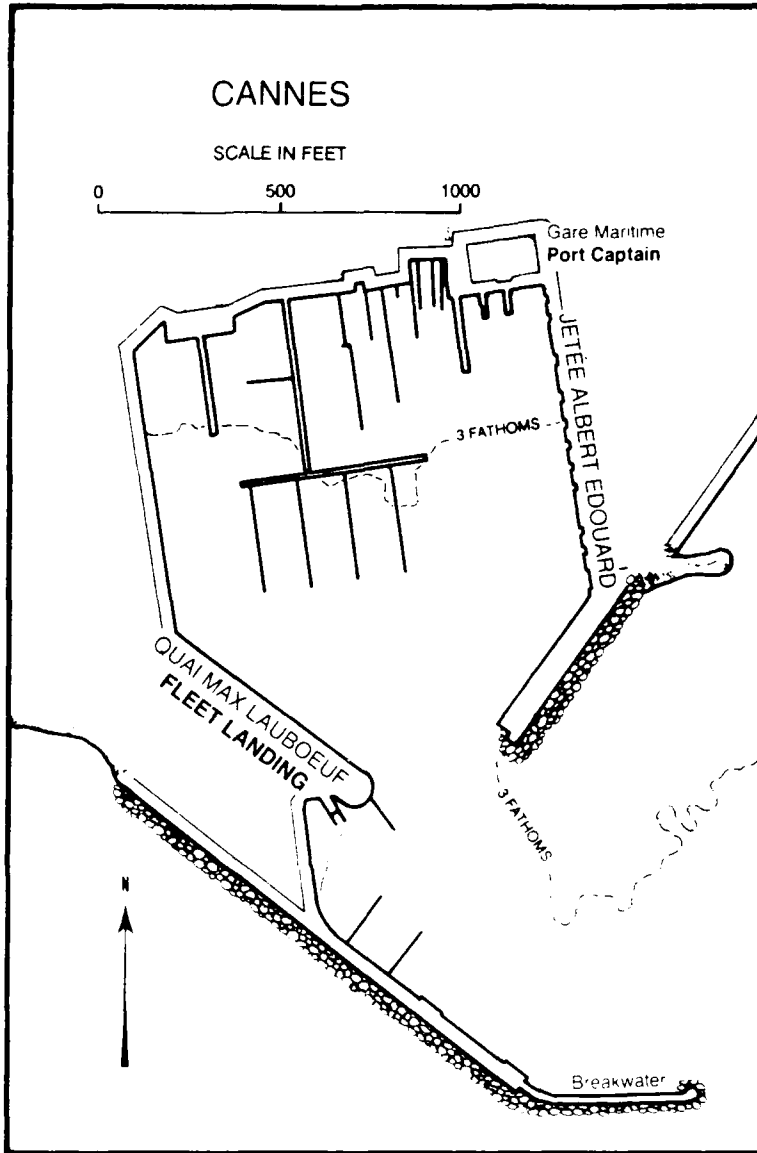 CANNES
SCALE IN FEET
0 500 1000
Gare Maritime
Port Captain
JETÉE ALBERT EDOUARD
3 FATHOMS
QUAI MAX LAUBOEUF
FLEET LANDING
3 FATHOMS
N
Breakwater